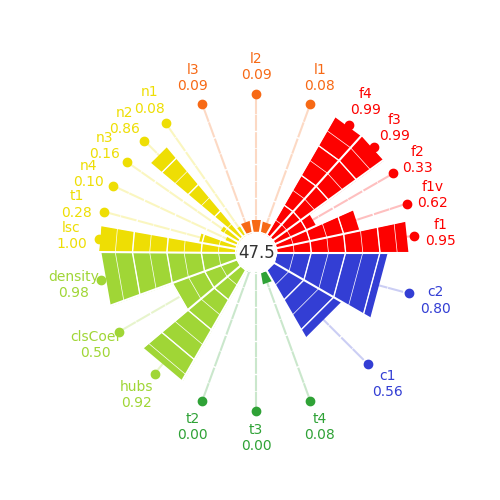 l2
0.09
l3
0.09
l1
0.08
n1
0.08
f4
0.99
n2
0.86
f3
0.99
n3
0.16
f2
0.33
n4
0.10
f1v
0.62
t1
0.28
lsc
1.00
f1
0.95
47.5
density
0.98
c2
0.80
clsCoef
0.50
c1
0.56
hubs
0.92
t2
0.00
t3
0.00
t4
0.08